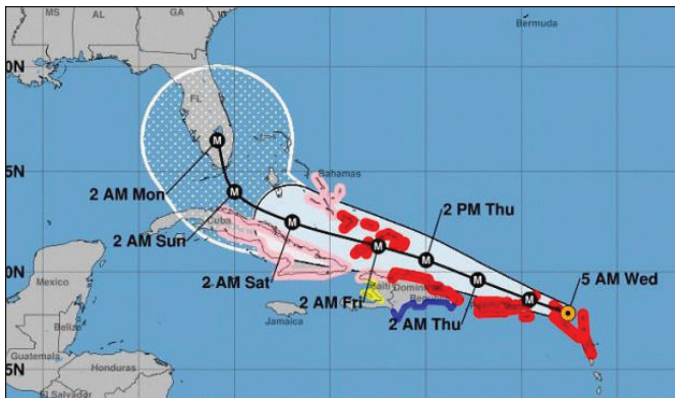 MS
AL
GA
Bermuda
0N
FL
5N
2 AM Mon
Bahamas
2 PM Thu
2 AM Sun
Cuba
0N
2 AM Sat
5 AM Wed
Mexico
Haiti
Dominican
2 AM Fri
Jamaica
2 AM Thu
Belize
Guatemala
5N
Honduras
El Salvador
M
M
M
M
M
M
M